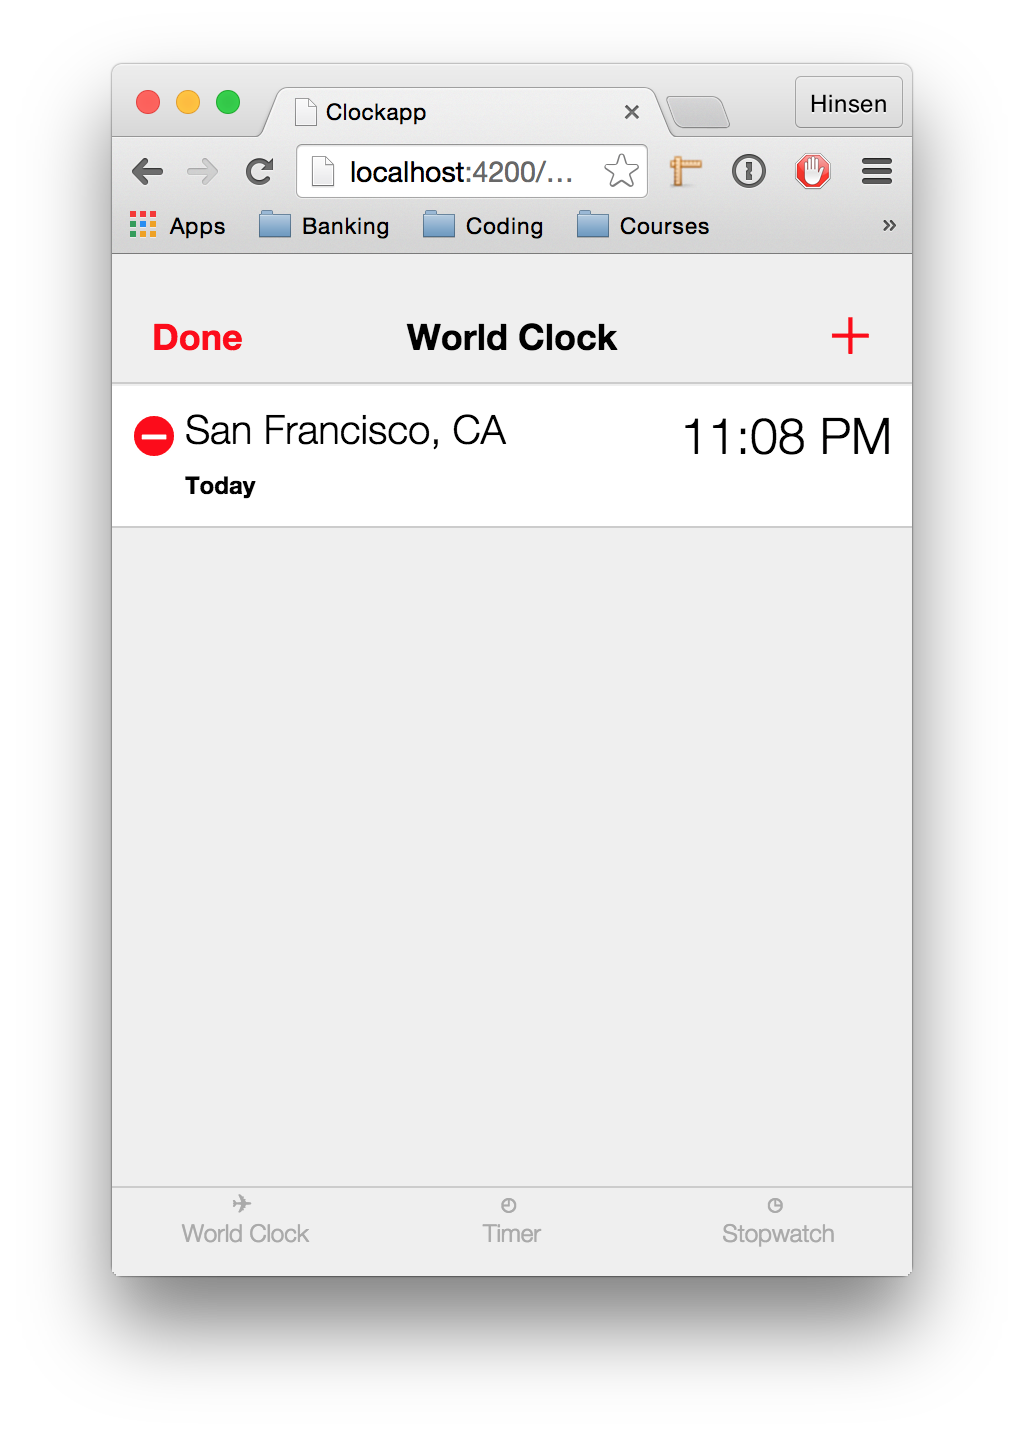 Clockapp
Hinsen
localhost:4200/...
Apps Banking Coding Courses »
Done World Clock +
San Francisco, CA 11:08 PM
Today
World Clock Timer Stopwatch